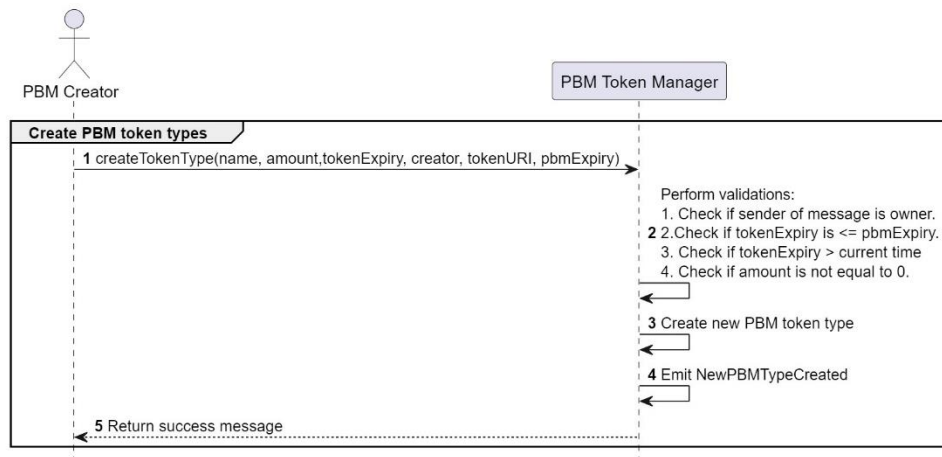 PBM Creator
PBM Token Manager
Create PBM token types
1 createTokenType(name, amount,tokenExpiry, creator, tokenURI, pbmExpiry)
Perform validations:
1. Check if sender of message is owner.
2 2.Check if tokenExpiry is <= pbmExpiry.
3. Check if tokenExpiry > current time
4. Check if amount is not equal to 0.
3 Create new PBM token type
4 Emit NewPBMTypeCreated
5 Return success message